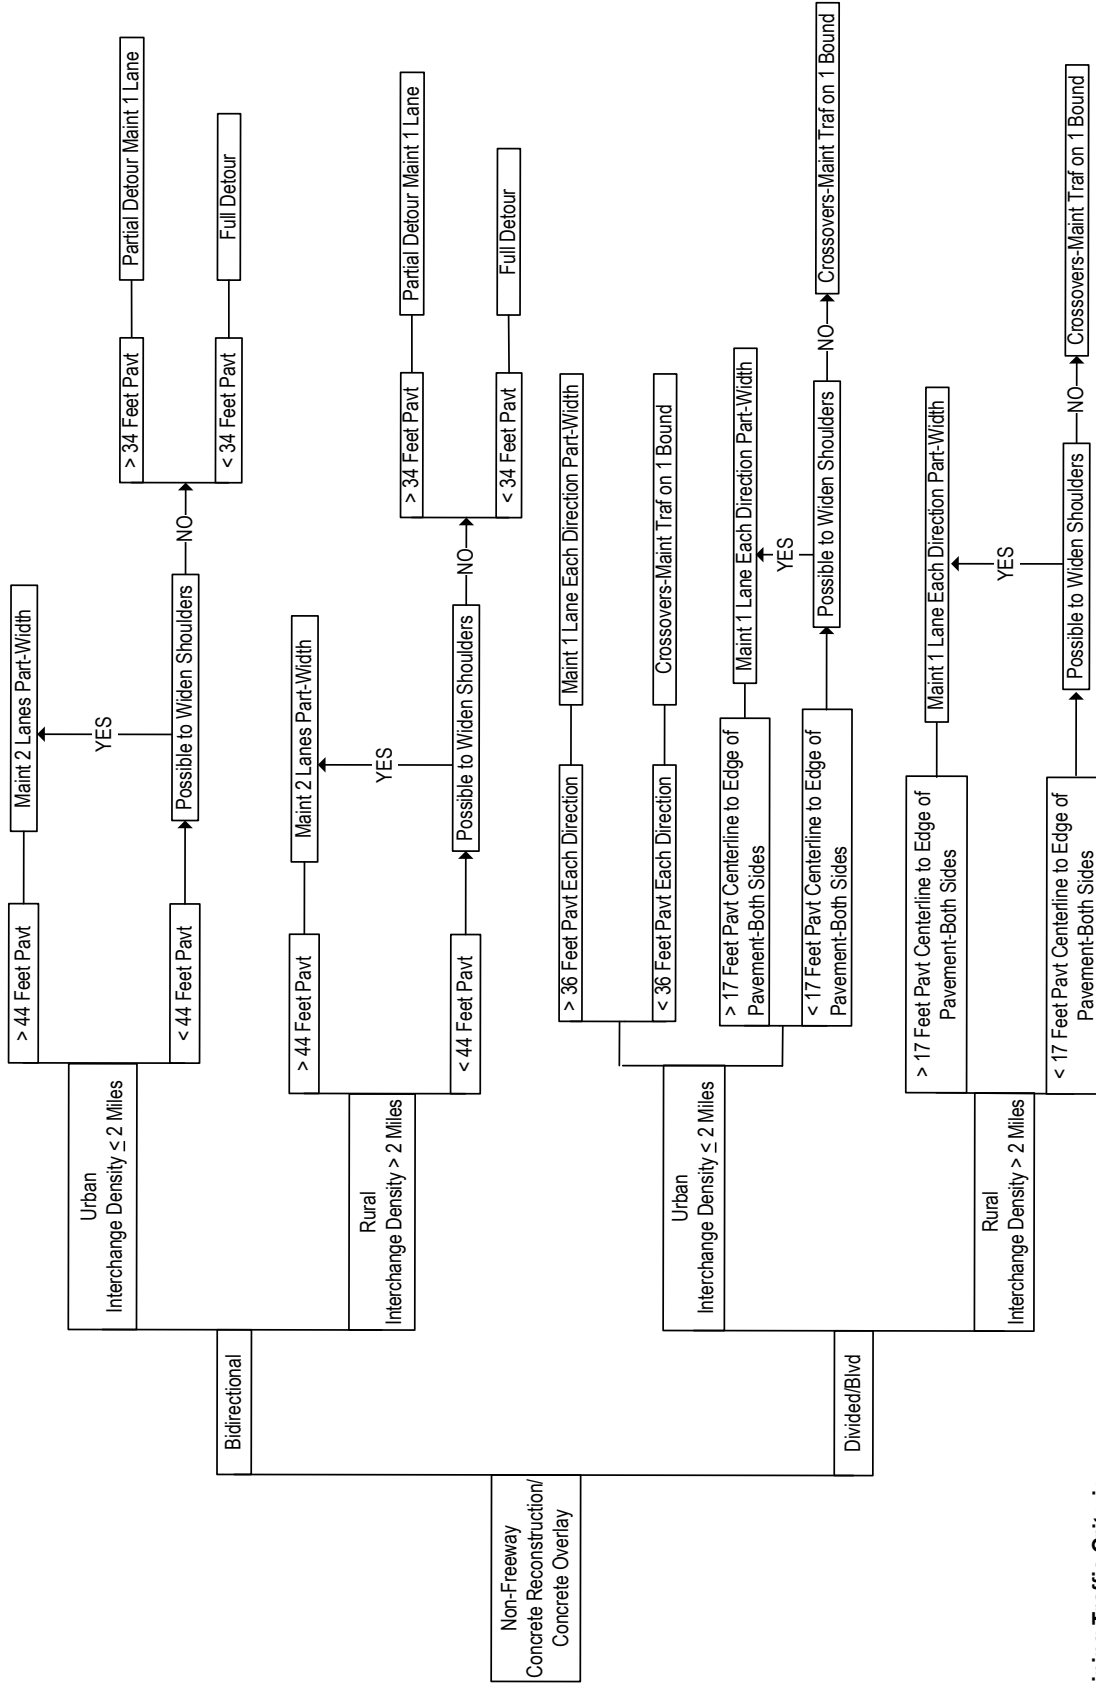 Non-Freeway
Concrete Reconstruction/
Concrete Overlay
Bidirectional
Urban
Interchange Density ≤ 2 Miles
> 44 Feet Pavt
Maint 2 Lanes Part-Width
< 44 Feet Pavt
Possible to Widen Shoulders
YES
NO
> 34 Feet Pavt
Partial Detour Maint 1 Lane
< 34 Feet Pavt
Full Detour
Rural
Interchange Density > 2 Miles
> 44 Feet Pavt
Maint 2 Lanes Part-Width
< 44 Feet Pavt
Possible to Widen Shoulders
YES
NO
> 34 Feet Pavt
Partial Detour Maint 1 Lane
< 34 Feet Pavt
Full Detour
Divided/Blvd
Urban
Interchange Density ≤ 2 Miles
> 36 Feet Pavt Each Direction
Maint 1 Lane Each Direction Part-Width
< 36 Feet Pavt Each Direction
Crossovers-Maint Traf on 1 Bound
> 17 Feet Pavt Centerline to Edge of
Pavement-Both Sides
Maint 1 Lane Each Direction Part-Width
< 17 Feet Pavt Centerline to Edge of
Pavement-Both Sides
Possible to Widen Shoulders
YES
NO
Crossovers-Maint Traf on 1 Bound
Rural
Interchange Density > 2 Miles
> 17 Feet Pavt Centerline to Edge of
Pavement-Both Sides
Maint 1 Lane Each Direction Part-Width
< 17 Feet Pavt Centerline to Edge of
Pavement-Both Sides
Possible to Widen Shoulders
YES
NO
Crossovers-Maint Traf on 1 Bound
Traffic